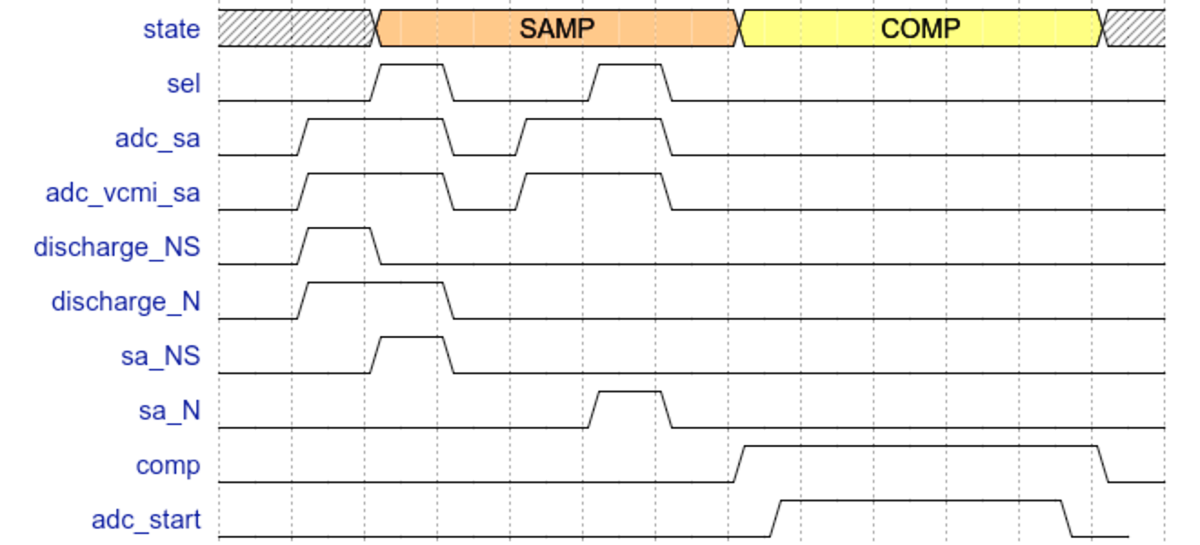 state SAMP COMP
sel
adc_sa
adc_vcmi_sa
discharge_NS
discharge_N
sa_NS
sa_N
comp
adc_start